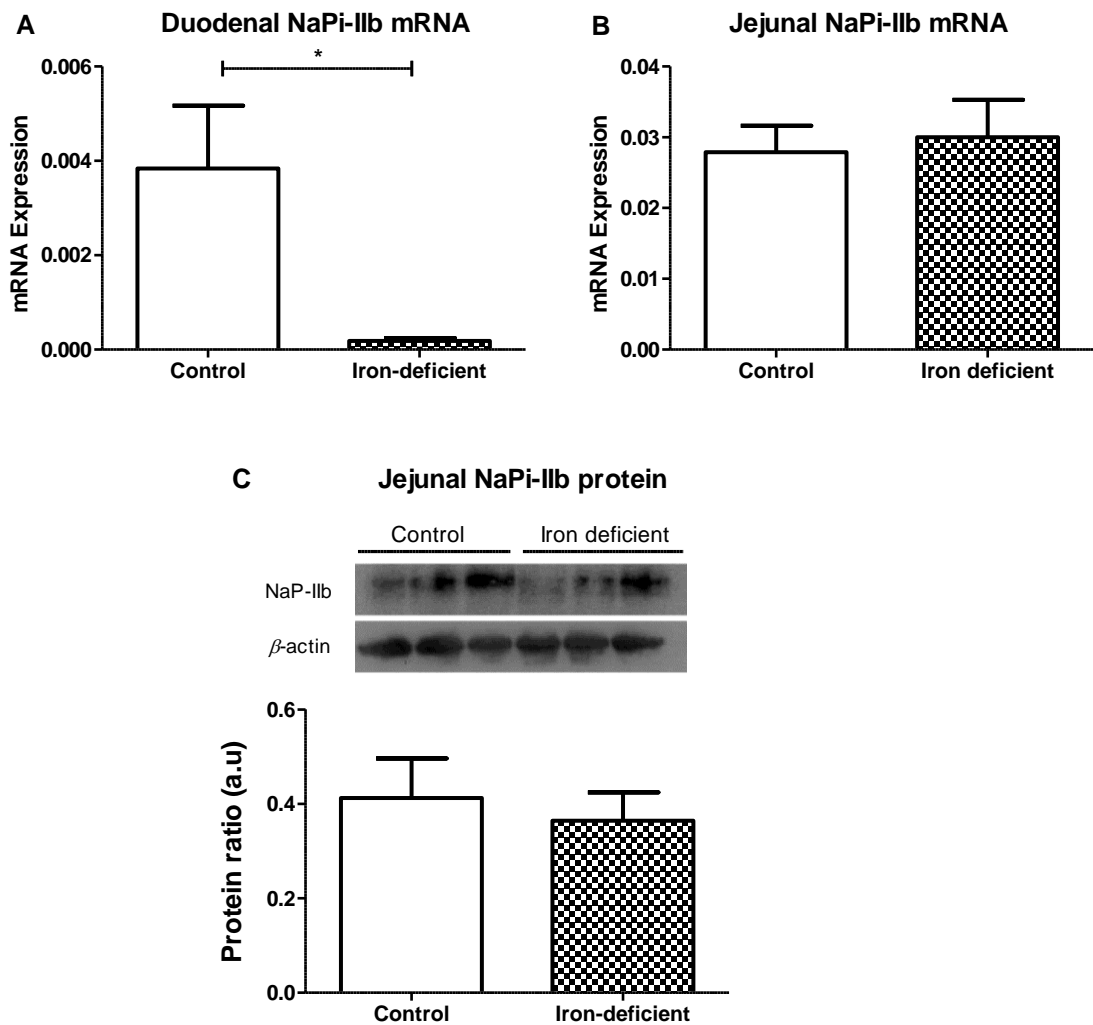 A
Duodenal NaPi-IIb mRNA
*
mRNA Expression
0.006
0.004
0.002
0.000
Control
Iron-deficient
B
Jejunal NaPi-IIb mRNA
mRNA Expression
0.04
0.03
0.02
0.01
0.00
Control
Iron deficient
C
Jejunal NaPi-IIb protein
Control
Iron deficient
NaP-IIb
β-actin
Protein ratio (a.u)
0.6
0.4
0.2
0.0
Control
Iron-deficient